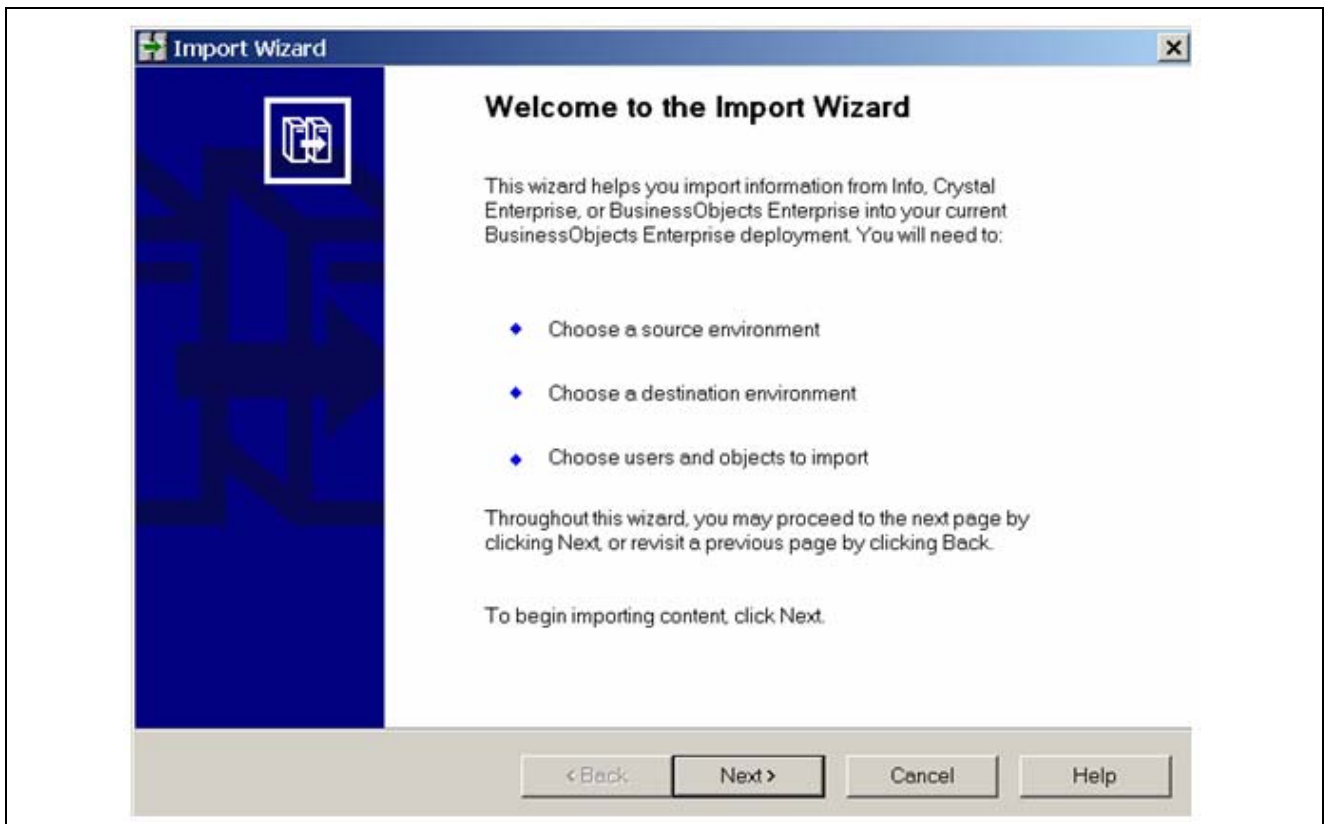 Import Wizard
Welcome to the Import Wizard
This wizard helps you import information from Info, Crystal
Enterprise, or BusinessObjects Enterprise into your current
BusinessObjects Enterprise deployment. You will need to:
Choose a source environment
Choose a destination environment
Choose users and objects to import
Throughout this wizard, you may proceed to the next page by
clicking Next, or revisit a previous page by clicking Back.
To begin importing content, click Next.
< Back Next > Cancel Help